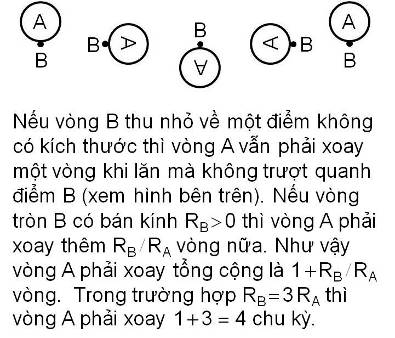 A A A A A
B B B B B
Nếu vòng B thu nhỏ về một điểm không
có kích thước thì vòng A vẫn phải xoay
một vòng khi lăn mà không trượt quanh
điểm B (xem hình bên trên). Nếu vòng
tròn B có bán kính R_B>0 thì vòng A phải
xoay thêm R_B/R_A vòng nữa. Như vậy
vòng A phải xoay tổng cộng là 1+R_B/R_A
vòng. Trong trường hợp R_B=3R_A thì
vòng A phải xoay 1+3 = 4 chu kỳ.